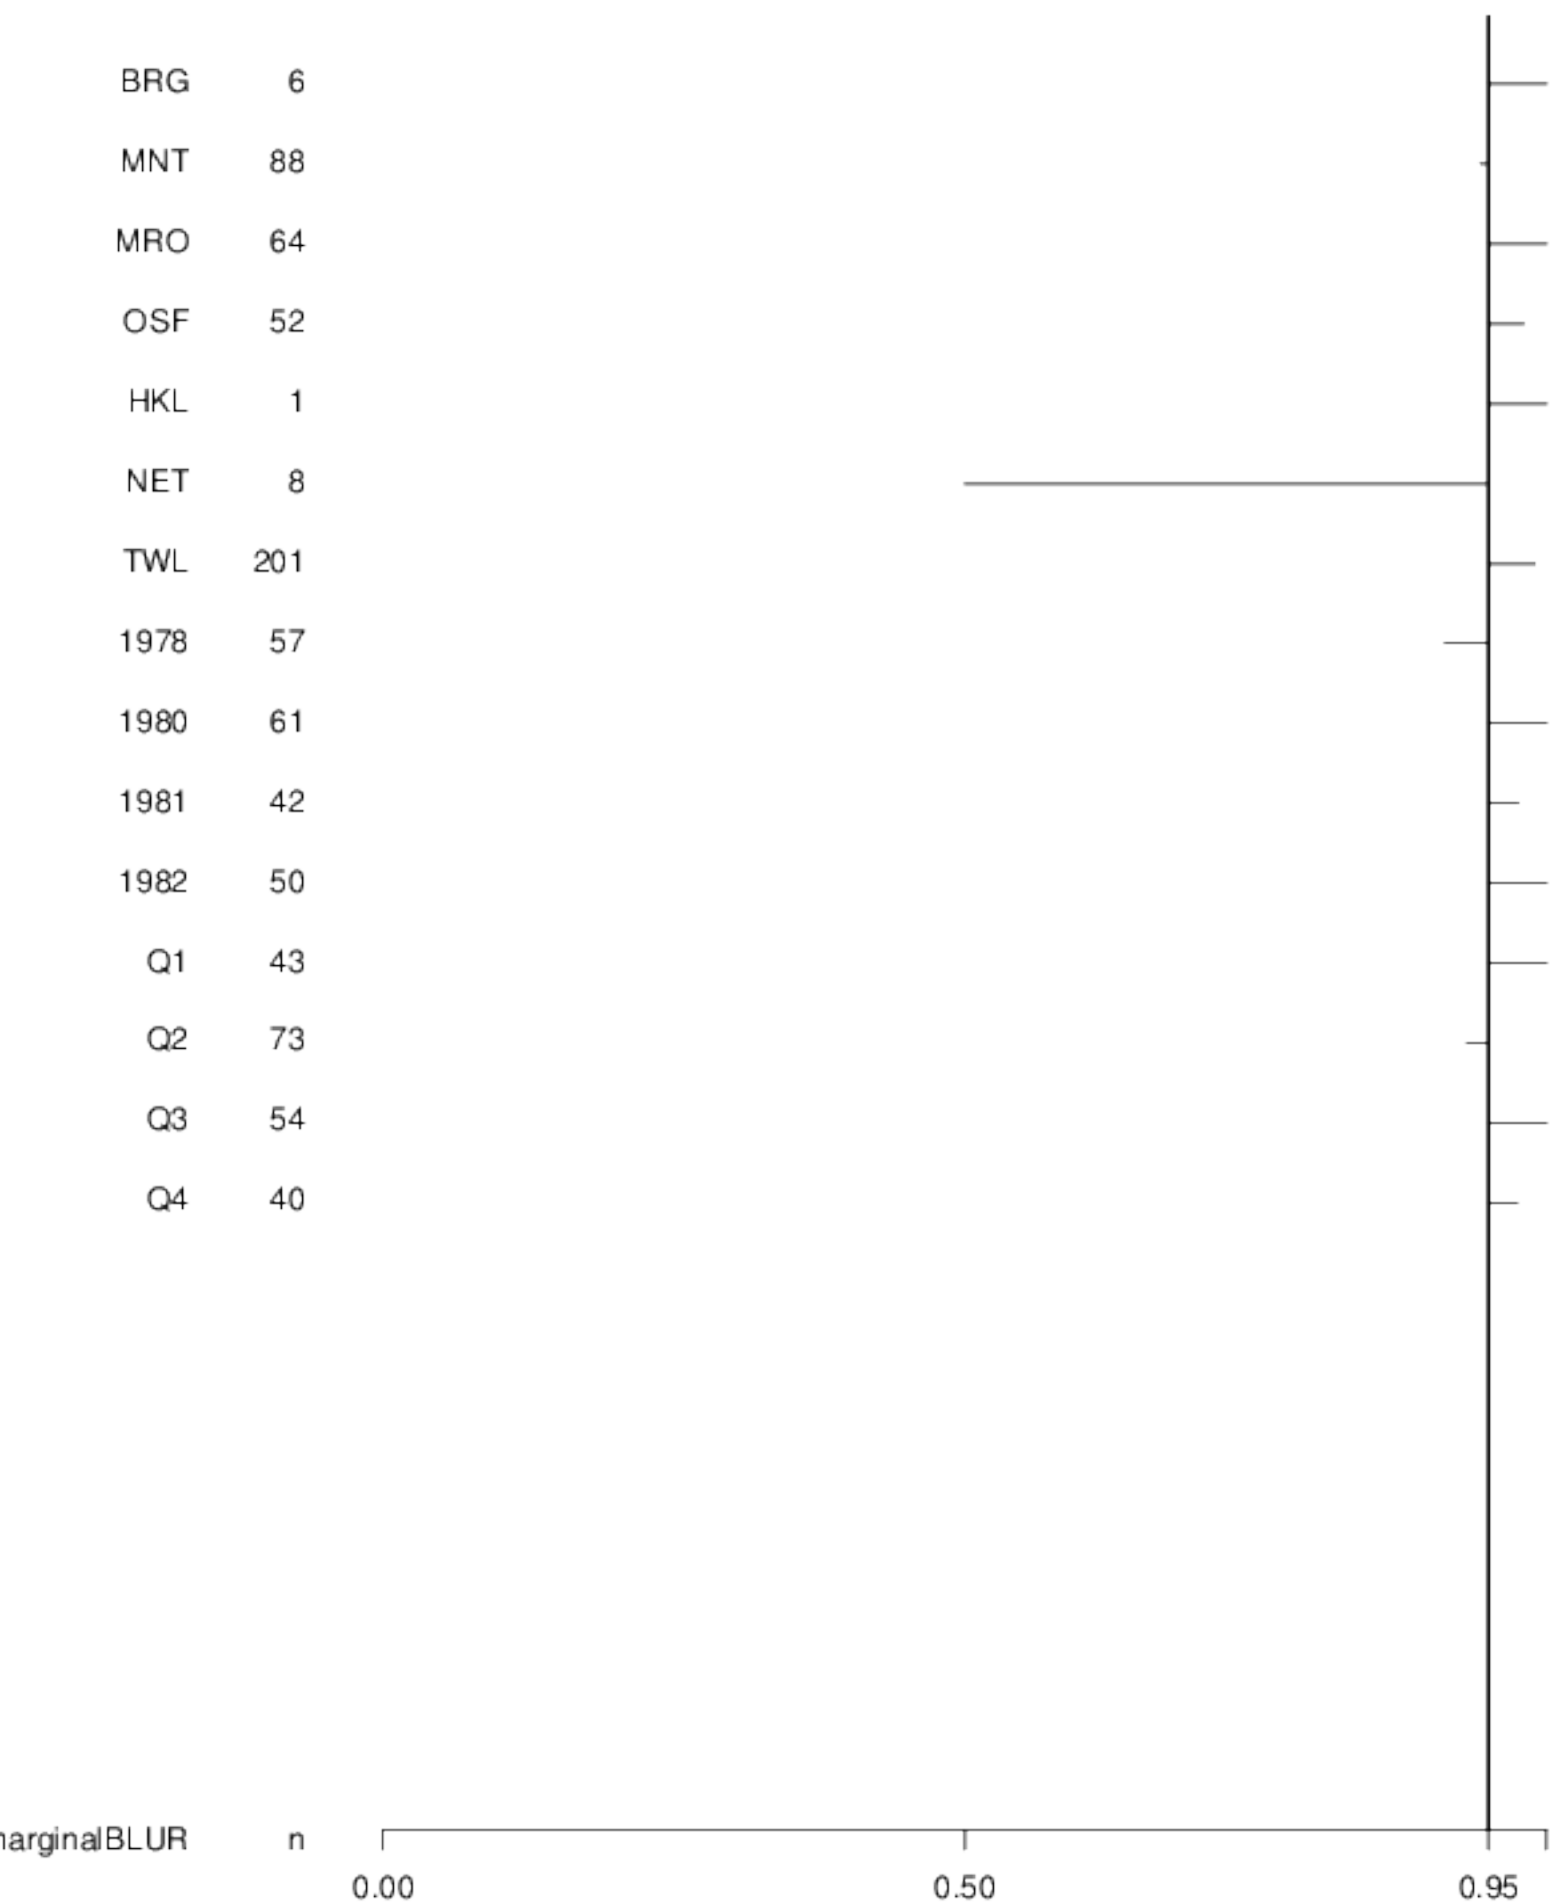 BRG 6
MNT 88
MRO 64
OSF 52
HKL 1
NET 8
TWL 201
1978 57
1980 61
1981 42
1982 50
Q1 43
Q2 73
Q3 54
Q4 40
n
0.00 0.50 0.95